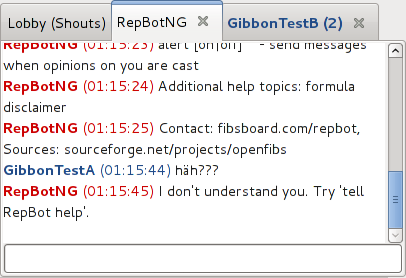 Lobby (Shouts) RepBotNG GibbonTestB (2)
RepBotNG (01:15:23) alert [on|off] - send messages
when opinions on you are cast
RepBotNG (01:15:24) Additional help topics: formula
disclaimer
RepBotNG (01:15:25) Contact: fibsboard.com/repbot,
Sources: sourceforge.net/projects/openfibs
GibbonTestA (01:15:44) häh???
RepBotNG (01:15:45) I don't understand you. Try 'tell
RepBot help'.